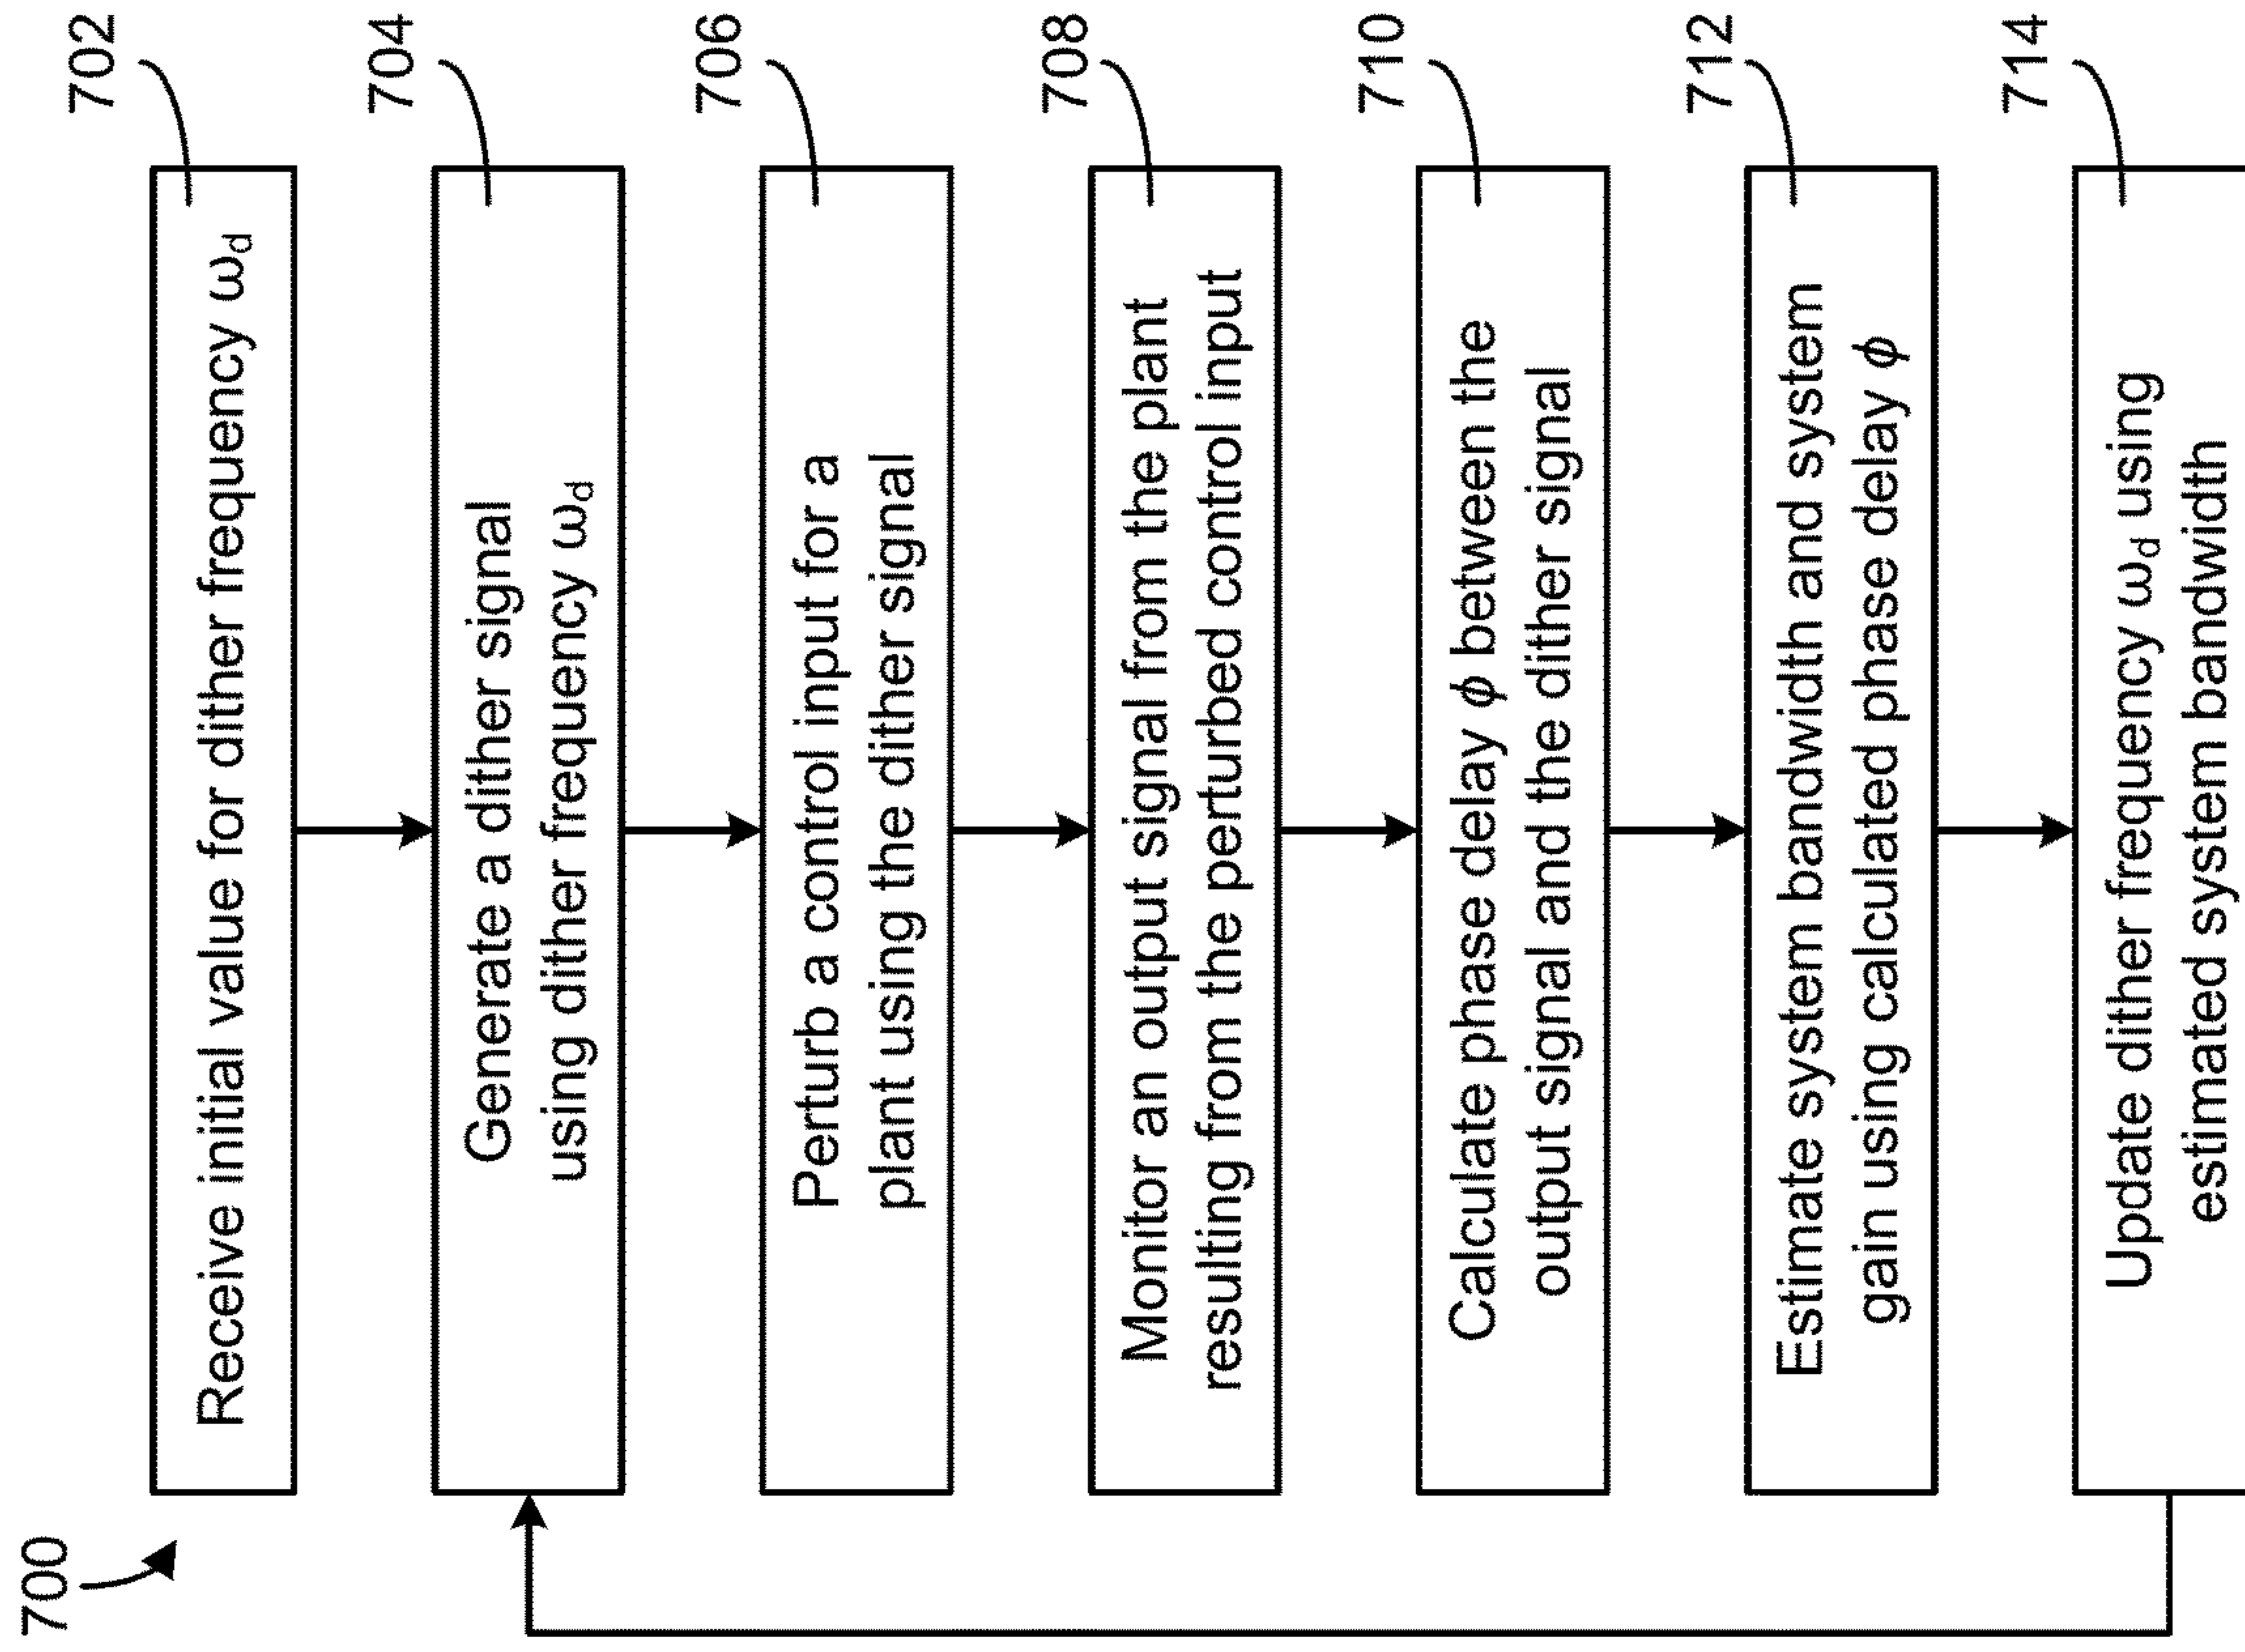 700
702
Receive initial value for dither frequency ωd
704
Generate a dither signal
using dither frequency ωd
706
Perturb a control input for a
plant using the dither signal
708
Monitor an output signal from the plant
resulting from the perturbed control input
710
Calculate phase delay ϕ between the
output signal and the dither signal
712
Estimate system bandwidth and system
gain using calculated phase delay ϕ
714
Update dither frequency ωd using
estimated system bandwidth